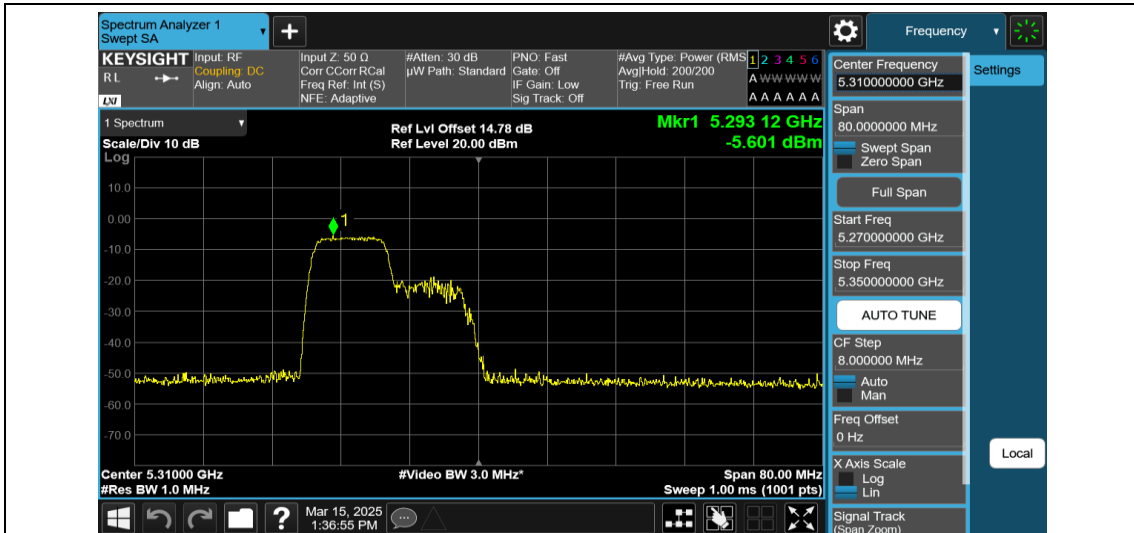 Spectrum Analyzer 1
Swept SA
Frequency
KEYSIGHT
R L
LXI
Input: RF
Coupling: DC
Align: Auto
Input Z: 50 Ω
Corr CCorr RCal
Freq Ref: Int (S)
NFE: Adaptive
#Atten: 30 dB
µW Path: Standard
PNO: Fast
Gate: Off
IF Gain: Low
Sig Track: Off
#Avg Type: Power (RMS
Avg|Hold: 200/200
Trig: Free Run
1 2 3 4 5 6
A W W W W W
A A A A A A
1 Spectrum
Scale/Div 10 dB
Ref Lvl Offset 14.78 dB
Ref Level 20.00 dBm
Mkr1 5.293 12 GHz
-5.601 dBm
Log
10.0
0.00
-10.0
-20.0
-30.0
-40.0
-50.0
-60.0
-70.0
1
Center 5.31000 GHz
#Res BW 1.0 MHz
#Video BW 3.0 MHz*
Span 80.00 MHz
Sweep 1.00 ms (1001 pts)
Center Frequency
5.310000000 GHz
Settings
Span
80.0000000 MHz
Swept Span
Zero Span
Full Span
Start Freq
5.270000000 GHz
Stop Freq
5.350000000 GHz
AUTO TUNE
CF Step
8.000000 MHz
Auto
Man
Freq Offset
0 Hz
Local
X Axis Scale
Log
Lin
Signal Track
(Span Zoom)
?
Mar 15, 2025
1:36:55 PM